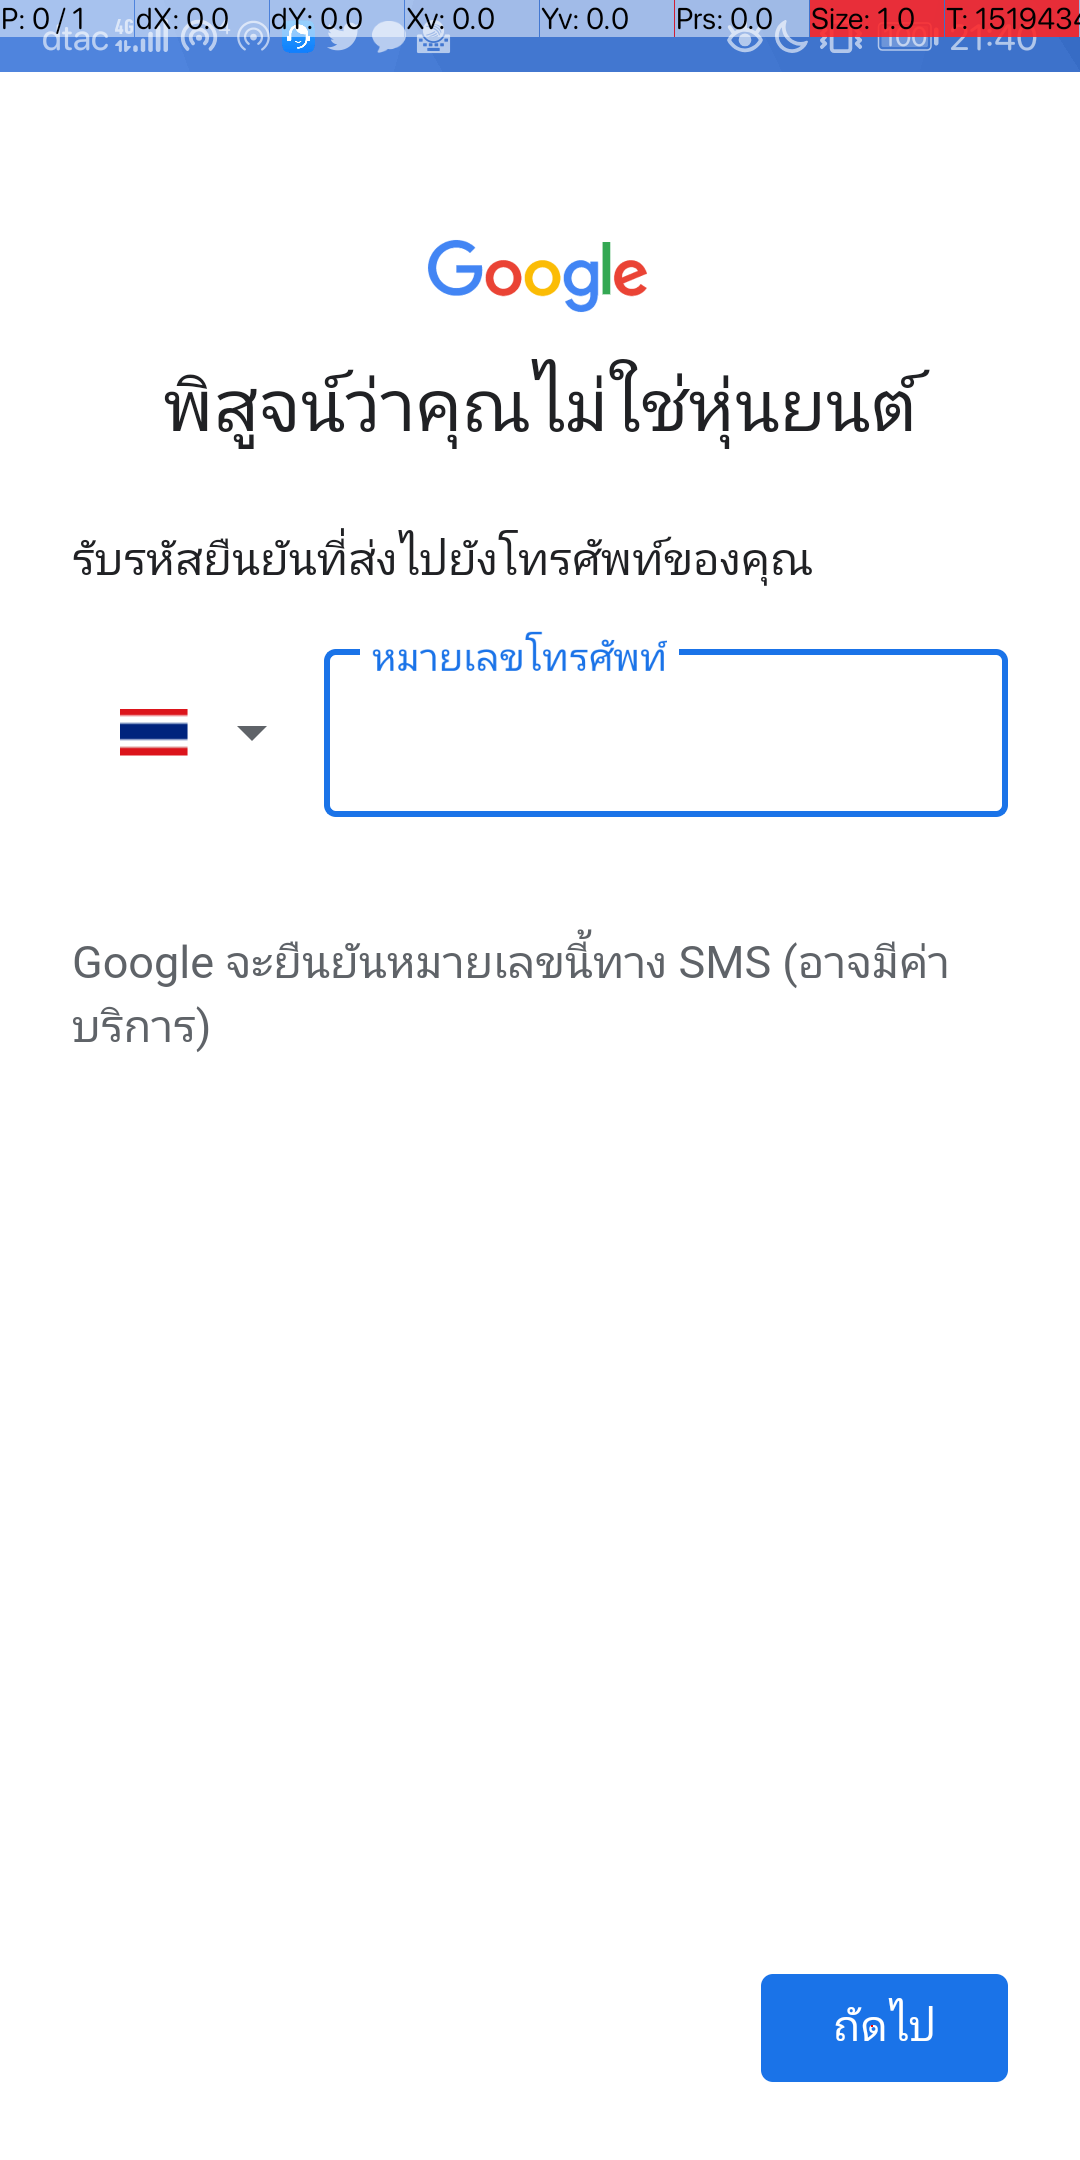 P: 0 / 1 dX: 0.0 dY: 0.0 Xv: 0.0 Yv: 0.0 Prs: 0.0 Size: 1.0 T: 1519434
dtac 4G 100 21:40
Google
พิสูจน์ว่าคุณไม่ใช่หุ่นยนต์
รับรหัสยืนยันที่ส่งไปยังโทรศัพท์ของคุณ
หมายเลขโทรศัพท์
Google จะยืนยันหมายเลขนี้ทาง SMS (อาจมีค่า
บริการ)
ถัดไป